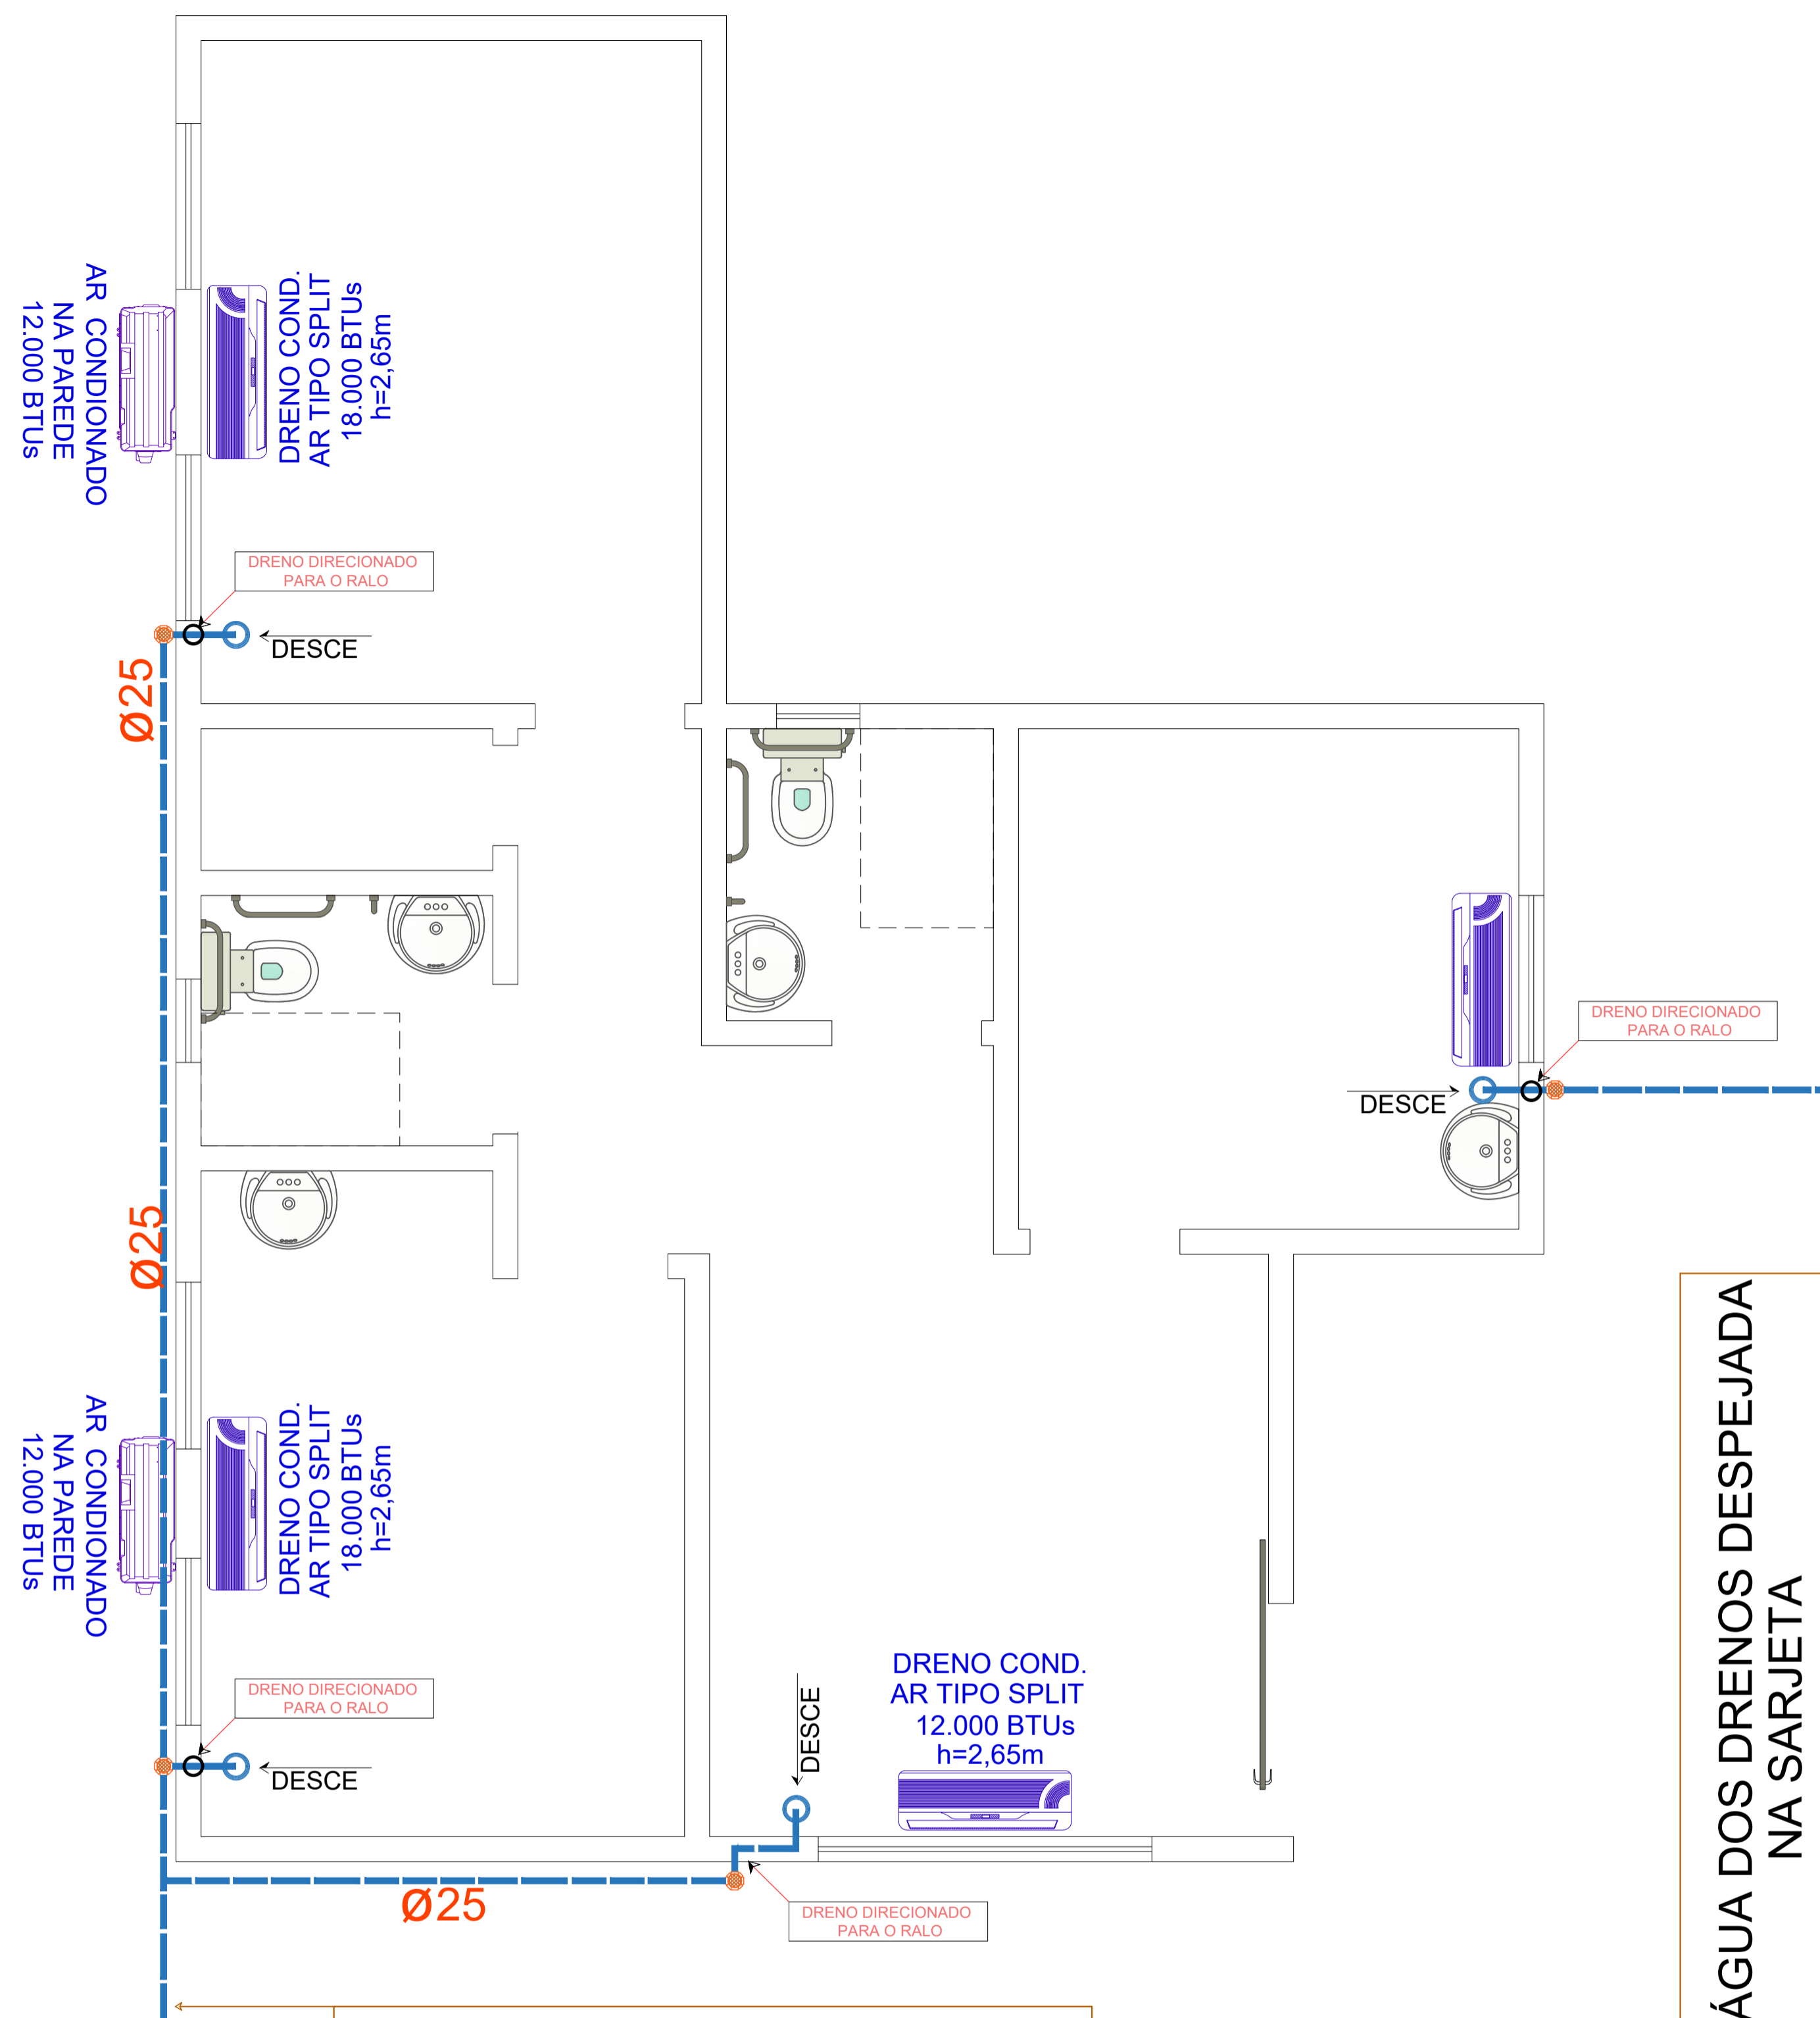 AR CONDIONADO
NA PAREDE
12.000 BTUs
DRENO COND.
AR TIPO SPLIT
18.000 BTUs
h=2,65m
DRENO DIRECIONADO
PARA O RALO
DESCE
Ø25
DRENO DIRECIONADO
PARA O RALO
DESCE
Ø25
AR CONDIONADO
NA PAREDE
12.000 BTUs
DRENO COND.
AR TIPO SPLIT
18.000 BTUs
h=2,65m
DRENO DIRECIONADO
PARA O RALO
DESCE
DESCE
DRENO COND.
AR TIPO SPLIT
12.000 BTUs
h=2,65m
Ø25
DRENO DIRECIONADO
PARA O RALO
ÁGUA DOS DRENOS DESPEJADA
NA SARJETA